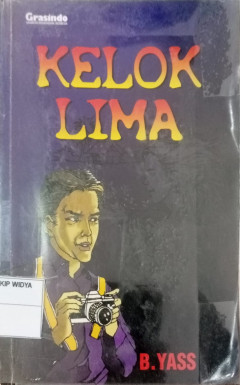 Grasindo
KELOK
LIMA
KIP WIDYA
B.YASS